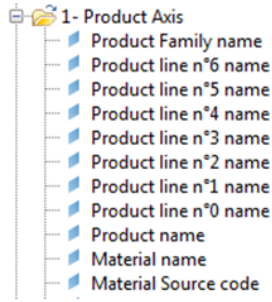 1- Product Axis
Product Family name
Product line n°6 name
Product line n°5 name
Product line n°4 name
Product line n°3 name
Product line n°2 name
Product line n°1 name
Product line n°0 name
Product name
Material name
Material Source code